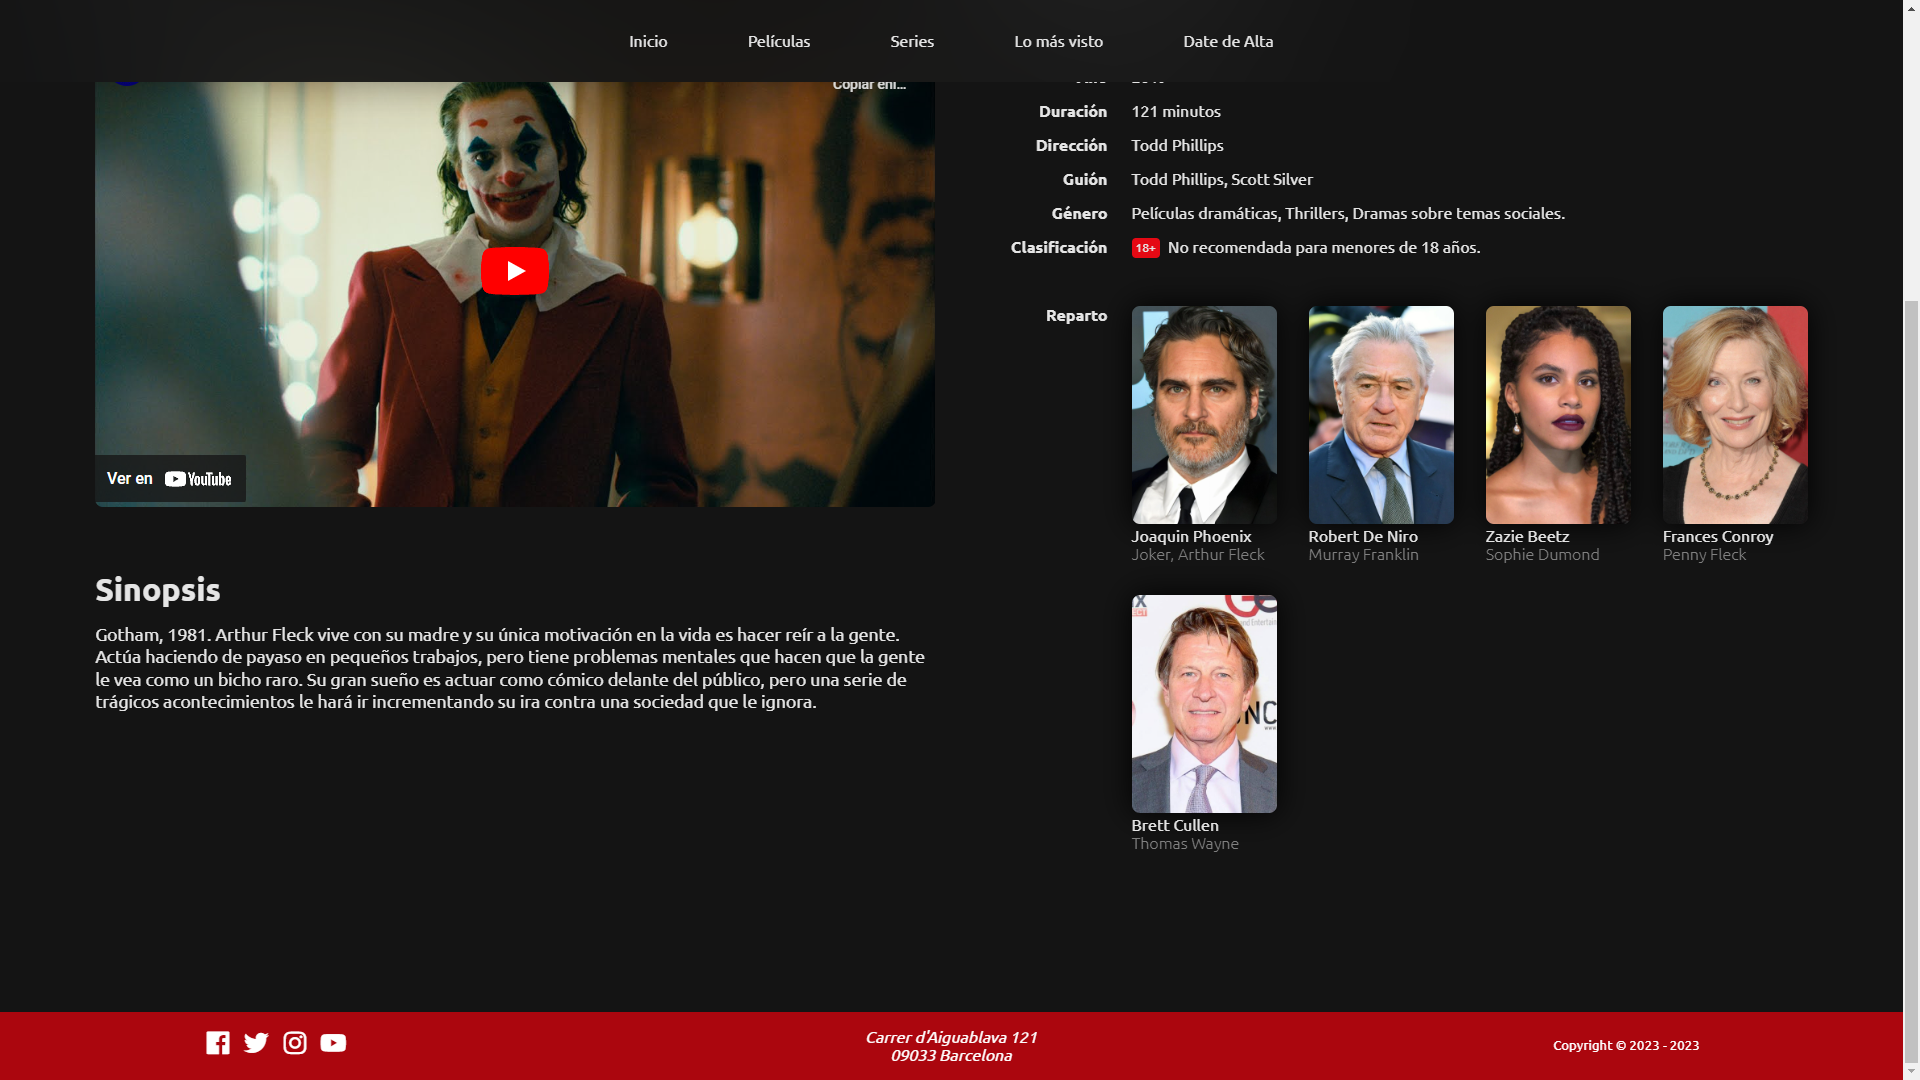 Inicio
Películas
Series
Lo más visto
Date de Alta
Copiar enl...
Duración 121 minutos
Dirección Todd Phillips
Guión Todd Phillips, Scott Silver
Género Películas dramáticas, Thrillers, Dramas sobre temas sociales.
Clasificación 18+ No recomendada para menores de 18 años.
Ver en YouTube
Sinopsis
Gotham, 1981. Arthur Fleck vive con su madre y su única motivación en la vida es hacer reír a la gente.
Actúa haciendo de payaso en pequeños trabajos, pero tiene problemas mentales que hacen que la gente
le vea como un bicho raro. Su gran sueño es actuar como cómico delante del público, pero una serie de
trágicos acontecimientos le hará ir incrementando su ira contra una sociedad que le ignora.
Reparto
Joaquin Phoenix
Joker, Arthur Fleck
Robert De Niro
Murray Franklin
Zazie Beetz
Sophie Dumond
Frances Conroy
Penny Fleck
Brett Cullen
Thomas Wayne
Carrer d'Aiguablava 121
09033 Barcelona
Copyright © 2023 - 2023